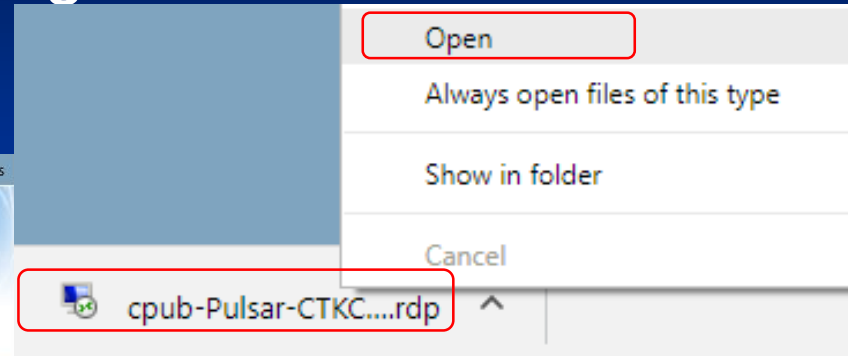 Open
Always open files of this type
Show in folder
Cancel
cpub-Pulsar-CTKC....rdp